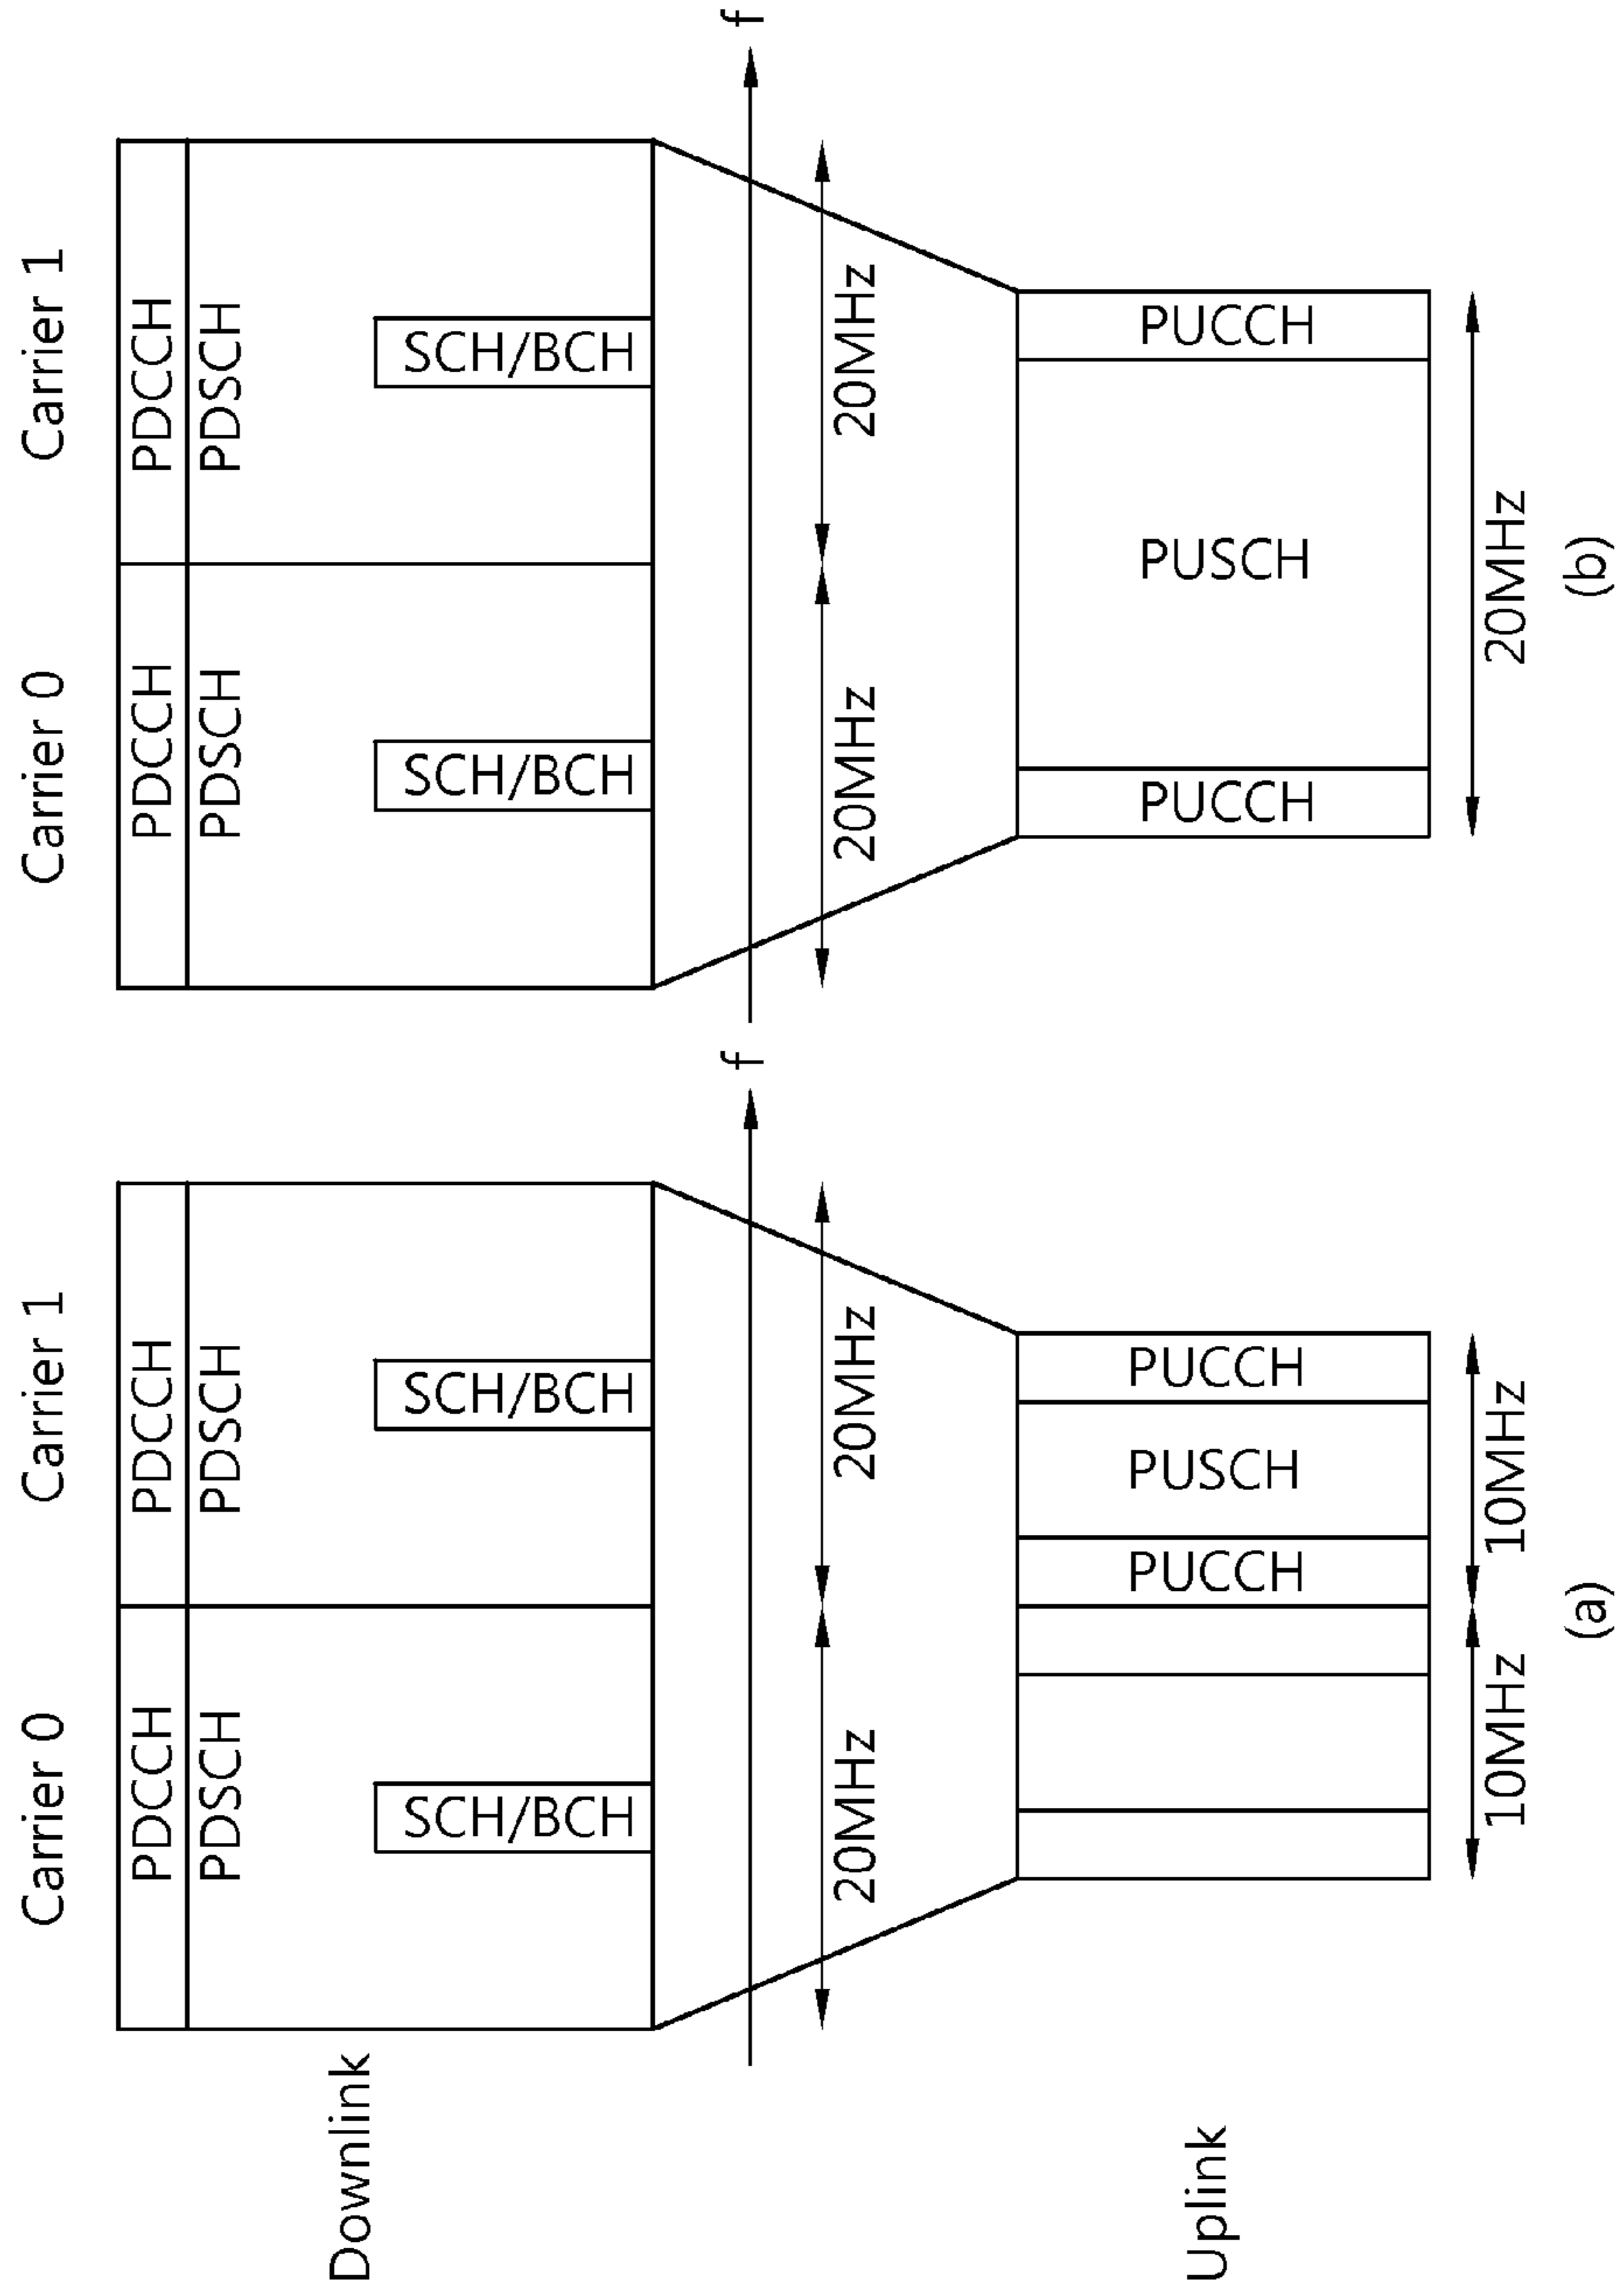 Carrier 0
Carrier 1
Carrier 0
Carrier 1
PDCCH
PDCCH
PDCCH
PDCCH
PDSCH
PDSCH
PDSCH
PDSCH
Downlink
SCH/BCH
SCH/BCH
SCH/BCH
SCH/BCH
f
f
20MHz
20MHz
20MHz
20MHz
Uplink
PUCCH
PUSCH
PUCCH
PUCCH
PUSCH
PUCCH
10MHz
10MHz
20MHz
(a)
(b)